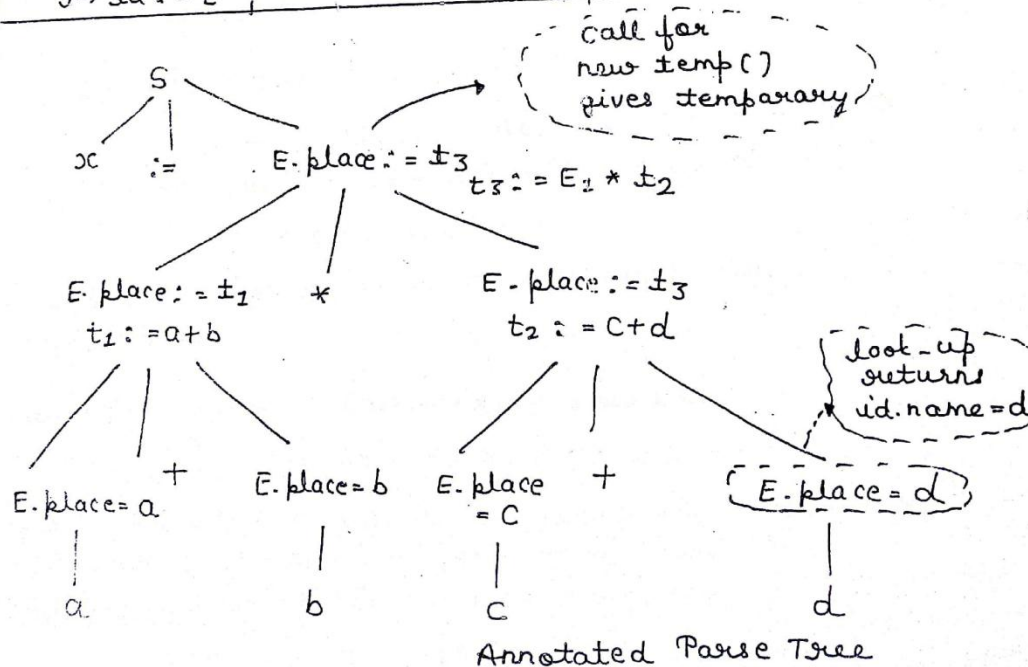 call for
new temp()
gives temparary
S
x := E.place := t3
t3 := E1 * t2
E.place := t1 * E.place := t3
t1 := a+b t2 := c+d
look-up
returns
id.name=d
E.place=a + E.place=b E.place + E.place=d
=c
a b c d
Annotated Parse Tree